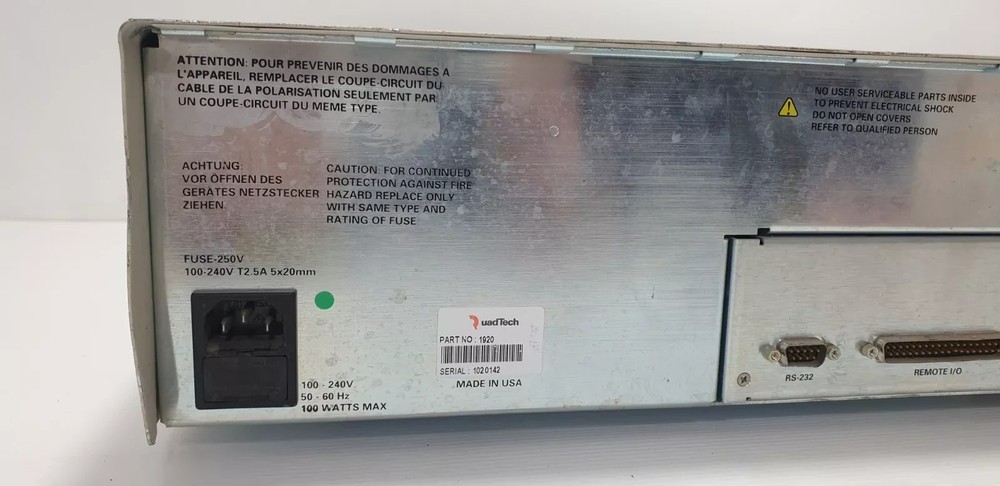 ATTENTION: POUR PREVENIR DES DOMMAGES A
L'APPAREIL, REMPLACER LE COUPE-CIRCUIT DU
CABLE DE LA POLARISATION SEULEMENT PAR
UN COUPE-CIRCUIT DU MEME TYPE.
NO USER SERVICEABLE PARTS INSIDE
TO PREVENT ELECTRICAL SHOCK
DO NOT OPEN COVERS
REFER TO QUALIFIED PERSON
ACHTUNG:
VOR ÖFFNEN DES
GERÄTES NETZSTECKER
ZIEHEN
CAUTION: FOR CONTINUED
PROTECTION AGAINST FIRE
HAZARD REPLACE ONLY
WITH SAME TYPE AND
RATING OF FUSE
FUSE-250V
100-240V T2.5A 5x20mm
QuadTech
PART NO : 1920
SERIAL : 1020142
MADE IN USA
100 - 240V
50 - 60 Hz
100 WATTS MAX
RS-232
REMOTE I/O